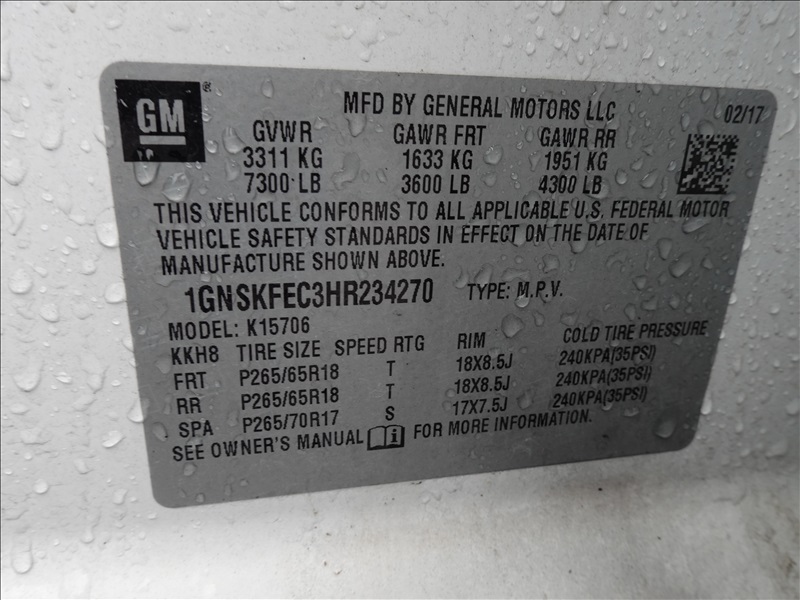 GM ®
MFD BY GENERAL MOTORS LLC 02/17
GVWR GAWR FRT GAWR RR
3311 KG 1633 KG 1951 KG
7300 LB 3600 LB 4300 LB
THIS VEHICLE CONFORMS TO ALL APPLICABLE U.S. FEDERAL MOTOR
VEHICLE SAFETY STANDARDS IN EFFECT ON THE DATE OF
MANUFACTURE SHOWN ABOVE.
1GNSKFEC3HR234270 TYPE: M.P.V.
MODEL: K15706
KKH8 TIRE SIZE SPEED RTG RIM COLD TIRE PRESSURE
FRT P265/65R18 T 18X8.5J 240KPA(35PSI)
RR P265/65R18 T 18X8.5J 240KPA(35PSI)
SPA P265/70R17 S 17X7.5J 240KPA(35PSI)
SEE OWNER'S MANUAL i FOR MORE INFORMATION.